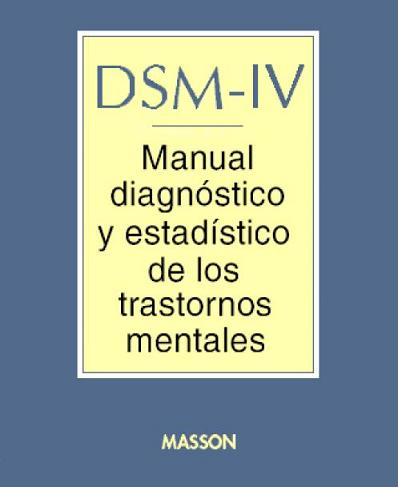 DSM-IV
Manual
diagnóstico
y estadístico
de los
trastornos
mentales
MASSON